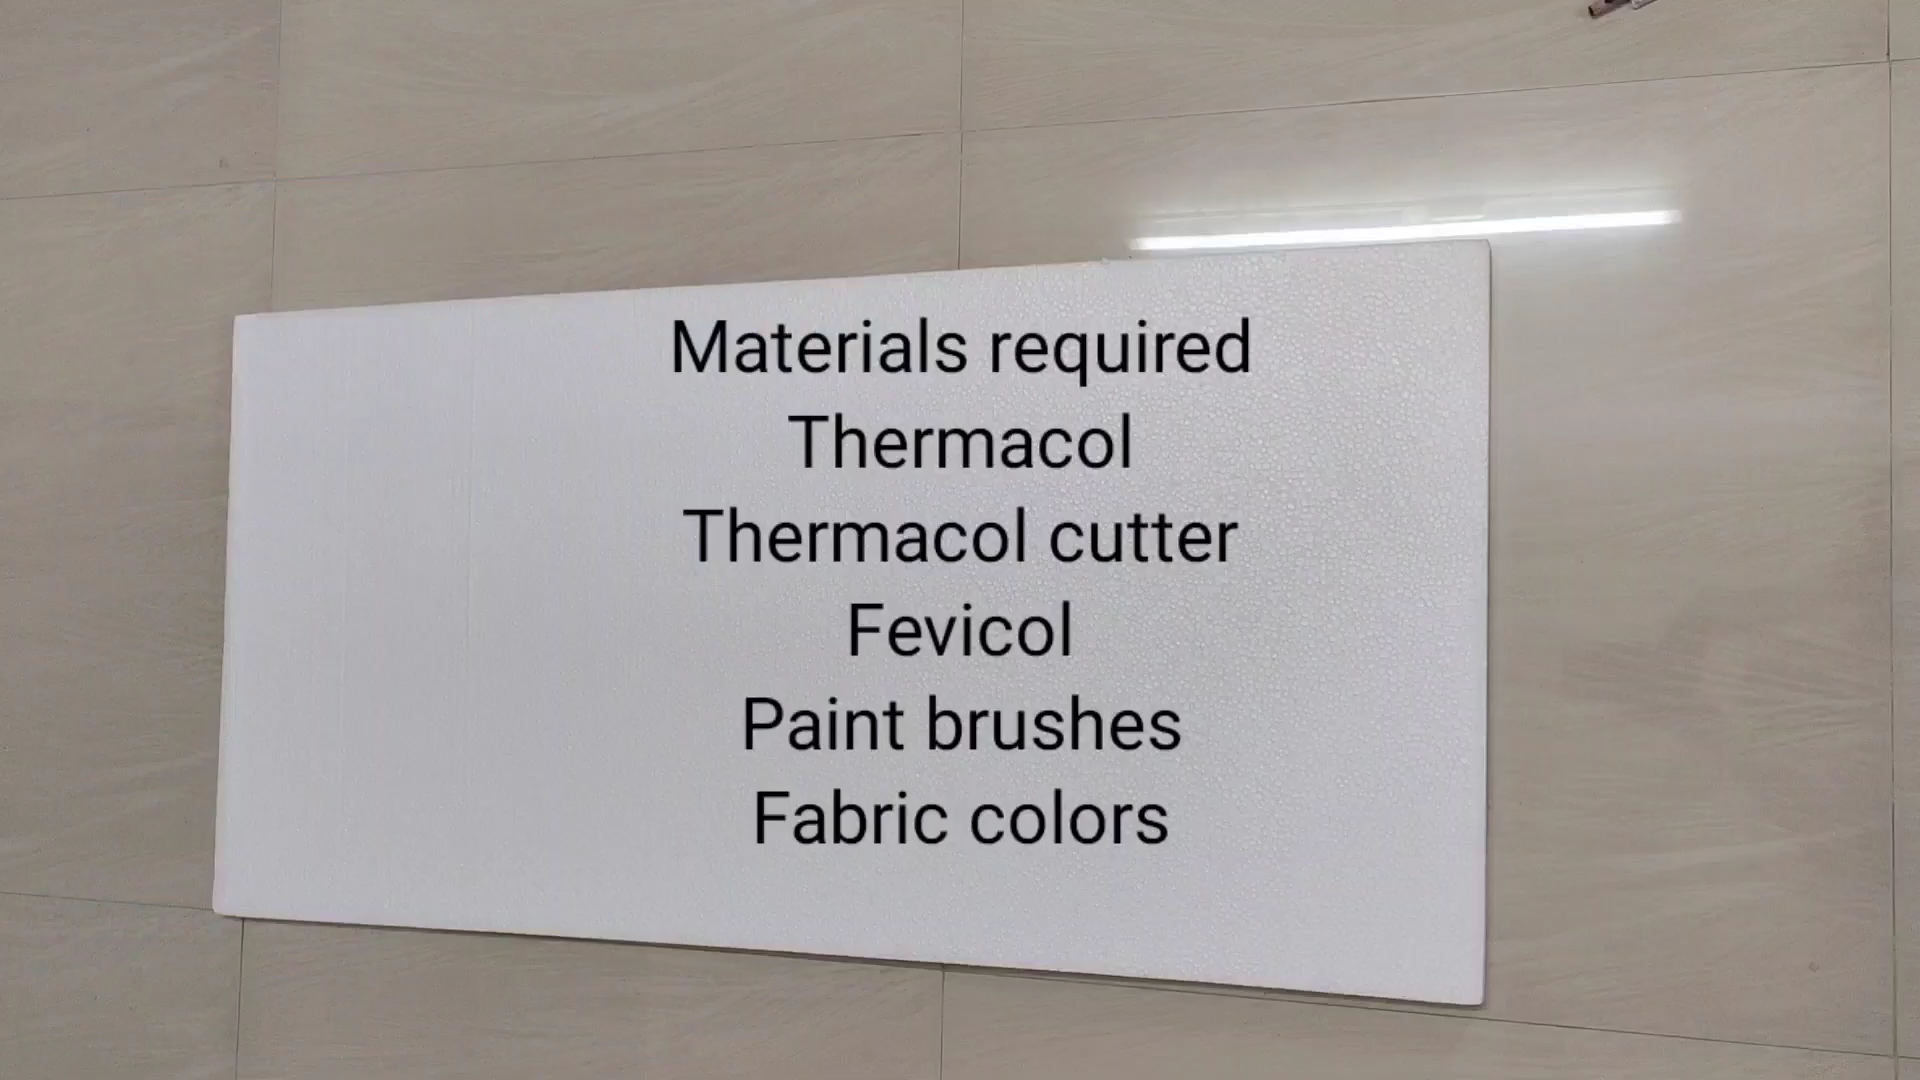 Materials required
Thermacol
Thermacol cutter
Fevicol
Paint brushes
Fabric colors